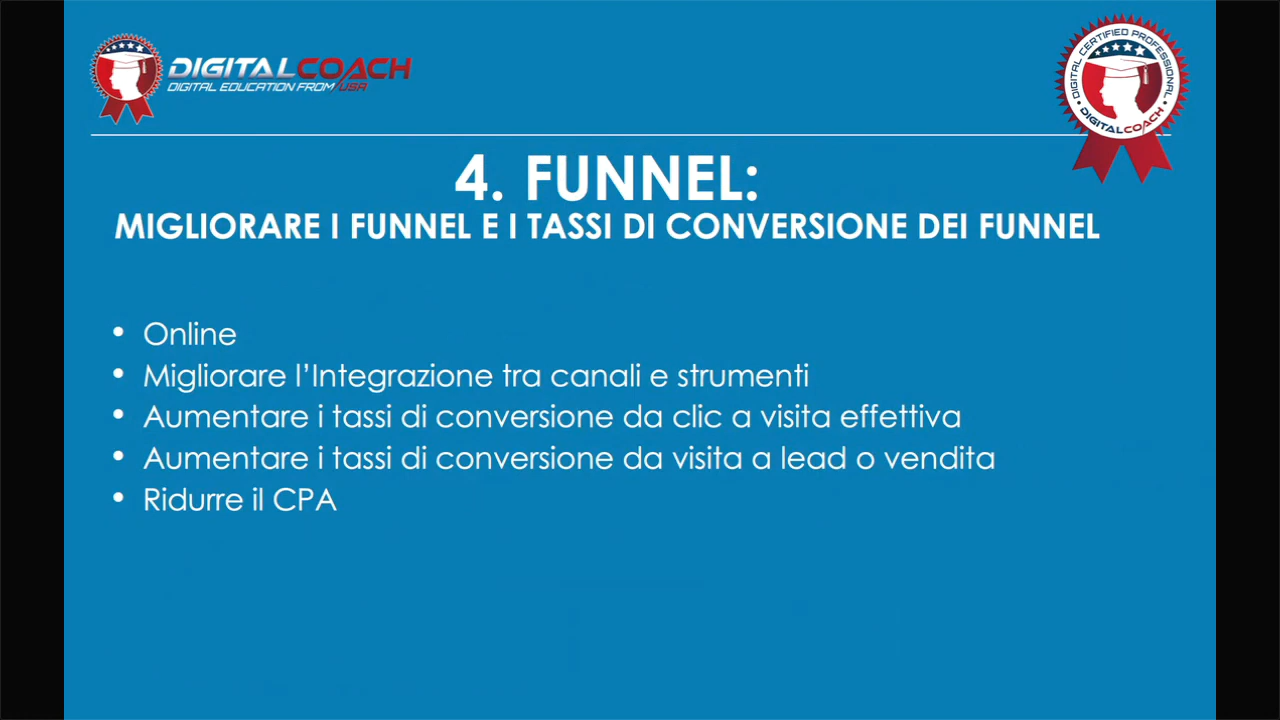 DIGITALCOACH
DIGITAL EDUCATION FROM USA
DIGITAL CERTIFIED PROFESSIONAL
DIGITALCOACH
4. FUNNEL:
MIGLIORARE I FUNNEL E I TASSI DI CONVERSIONE DEI FUNNEL
• Online
• Migliorare l’Integrazione tra canali e strumenti
• Aumentare i tassi di conversione da clic a visita effettiva
• Aumentare i tassi di conversione da visita a lead o vendita
• Ridurre il CPA